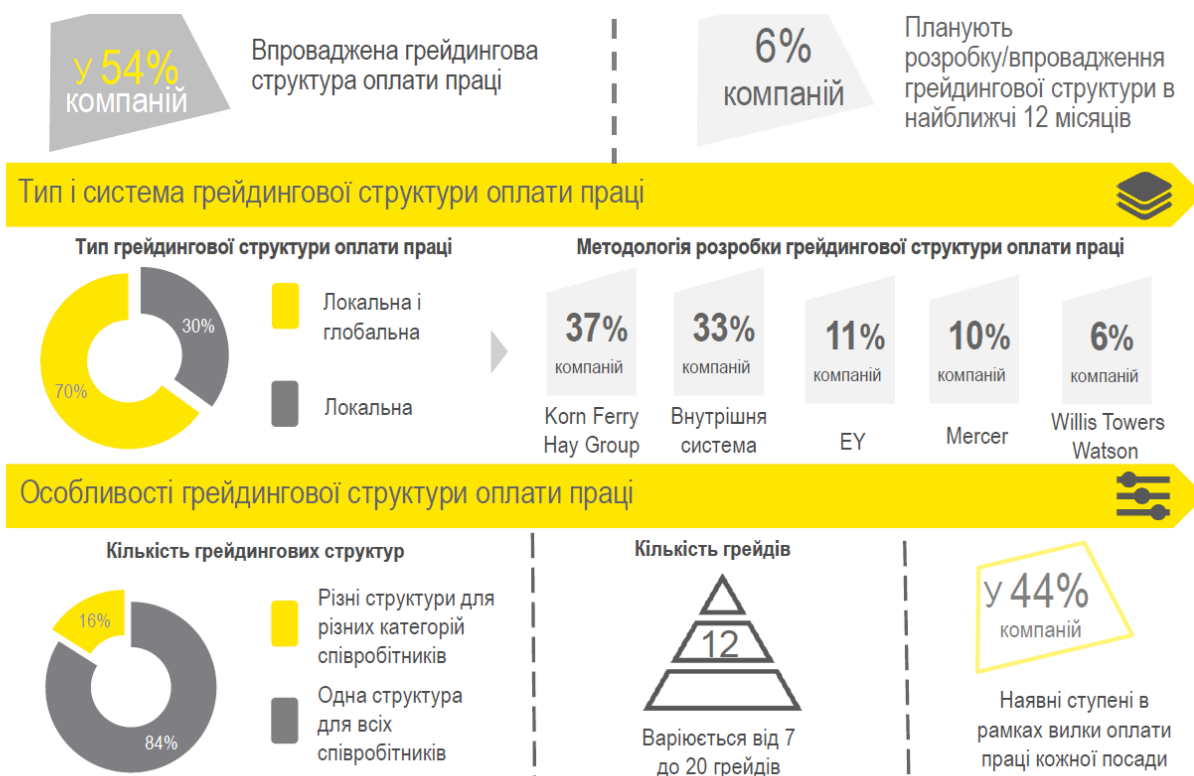 у 54%
компаній
Впроваджена грейдингова
структура оплати праці
6%
компаній
Планують
розробку/впровадження
грейдингової структури в
найближчі 12 місяців
Тип і система грейдингової структури оплати праці
Тип грейдингової структури оплати праці
30%
70%
Локальна і
глобальна
Локальна
Методологія розробки грейдингової структури оплати праці
37%
компаній
Korn Ferry
Hay Group
33%
компаній
Внутрішня
система
11%
компаній
EY
10%
компаній
Mercer
6%
компаній
Willis Towers
Watson
Особливості грейдингової структури оплати праці
Кількість грейдингових структур
16%
84%
Різні структури для
різних категорій
співробітників
Одна структура
для всіх
співробітників
Кількість грейдів
12
Варіюється від 7
до 20 грейдів
У 44%
компаній
Наявні ступені в
рамках вилки оплати
праці кожної посади